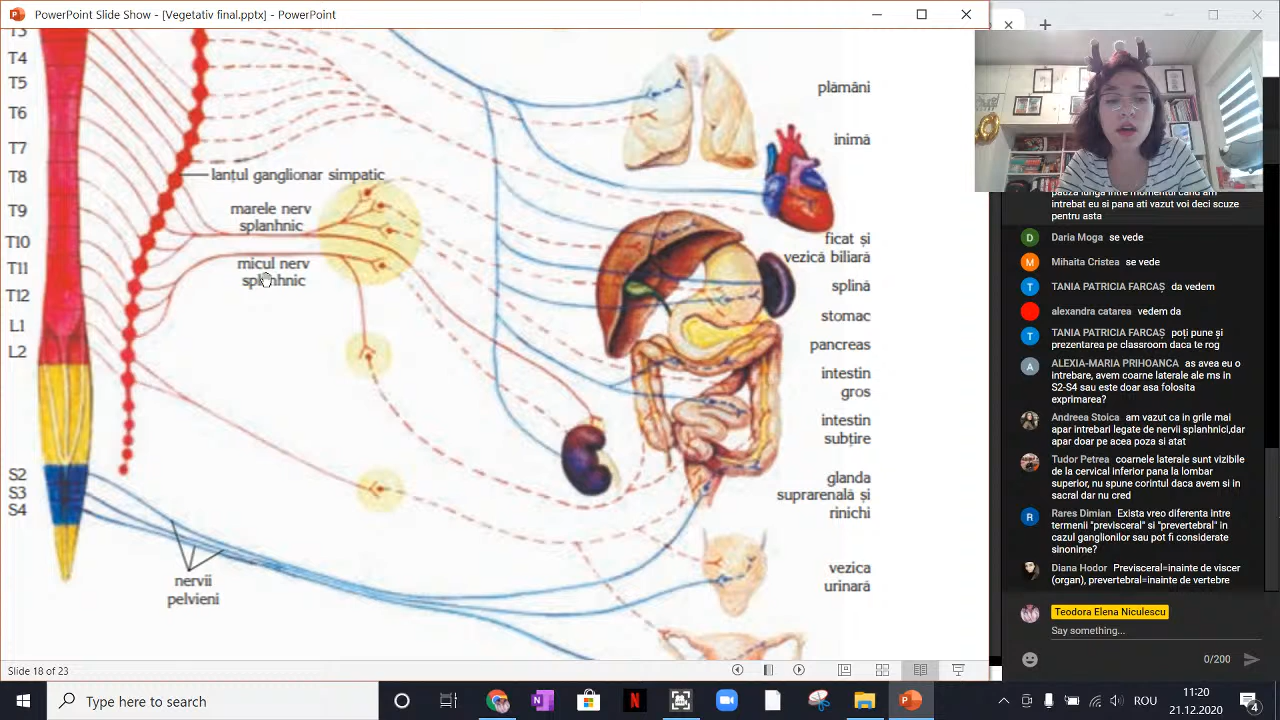 PowerPoint Slide Show - [Vegetativ final.pptx] - PowerPoint
T3
T4
T5
T6
T7
T8
T9
T10
T11
T12
L1
L2
S2
S3
S4
lanțul ganglionar simpatic
marele nerv
splanhnic
micul nerv
splanhnic
nervii
pelvieni
plămâni
inimă
ficat și
vezică biliară
splină
stomac
pancreas
intestin
gros
intestin
subțire
glanda
suprarenală și
rinichi
vezica
urinară
pauza lunga intre momentul cand am
intrebat eu si pana ati vazut voi deci scuze
pentru asta
D Daria Moga se vede
M Mihaita Cristea se vede
T TANIA PATRICIA FARCAȘ da vedem
alexandra catarea vedem da
T TANIA PATRICIA FARCAȘ poți pune și
prezentarea pe classroom daca te rog
A ALEXIA-MARIA PRIHOANCA as avea eu o
intrebare, avem coarne laterale ale ms in
S2-S4 sau este doar asa folosita
exprimarea?
Andreea Stoica am vazut ca in grile mai
apar intrebari legate de nervii splanhnici,dar
apar doar pe acea poza si atat
Tudor Petrea coarnele laterale sunt vizibile
de la cervical inferior pana la lombar
superior, nu spune corintul daca avem si in
sacral dar nu cred
R Rares Dimian Exista vreo diferenta intre
termenii "previsceral" si "prevertebral" in
cazul ganglionilor sau pot fi considerate
sinonime?
Diana Hodor Previsceral=inainte de viscer
(organ), prevertebral=inainte de vertebre
Teodora Elena Niculescu
Say something...
0/200
Slide 18 of 23
Type here to search
ROU
11:20
21.12.2020
4